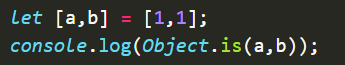 let [a,b] = [1,1];
console.log(Object.is(a,b));